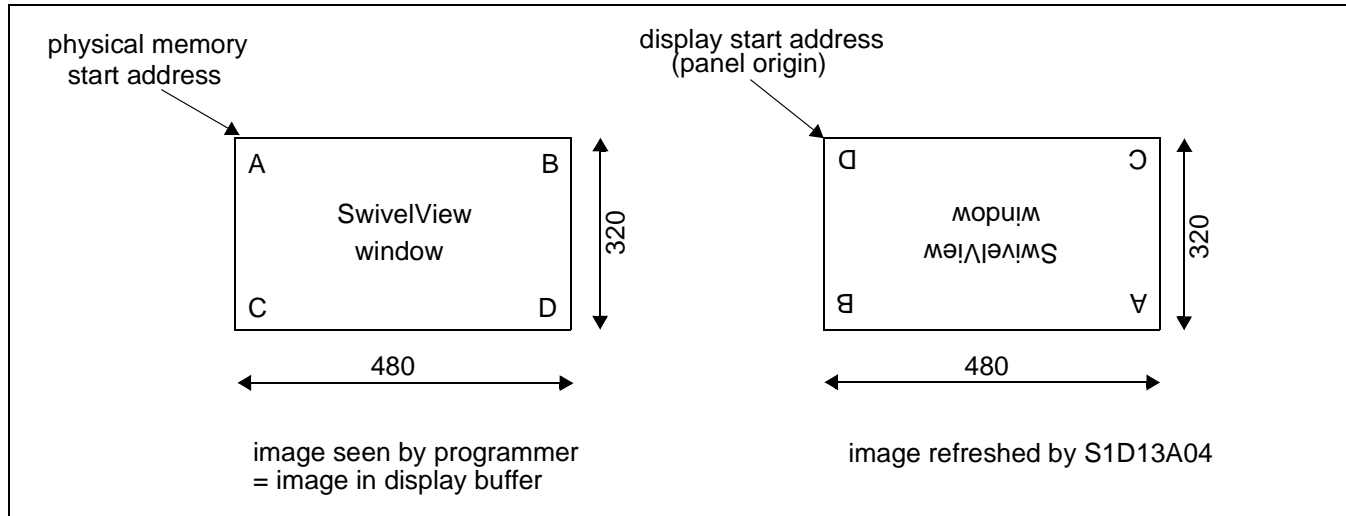 physical memory
start address
display start address
(panel origin)
A
B
SwivelView
window
C
D
320
480
D
C
window
SwivelView
B
A
320
480
image seen by programmer
= image in display buffer
image refreshed by S1D13A04